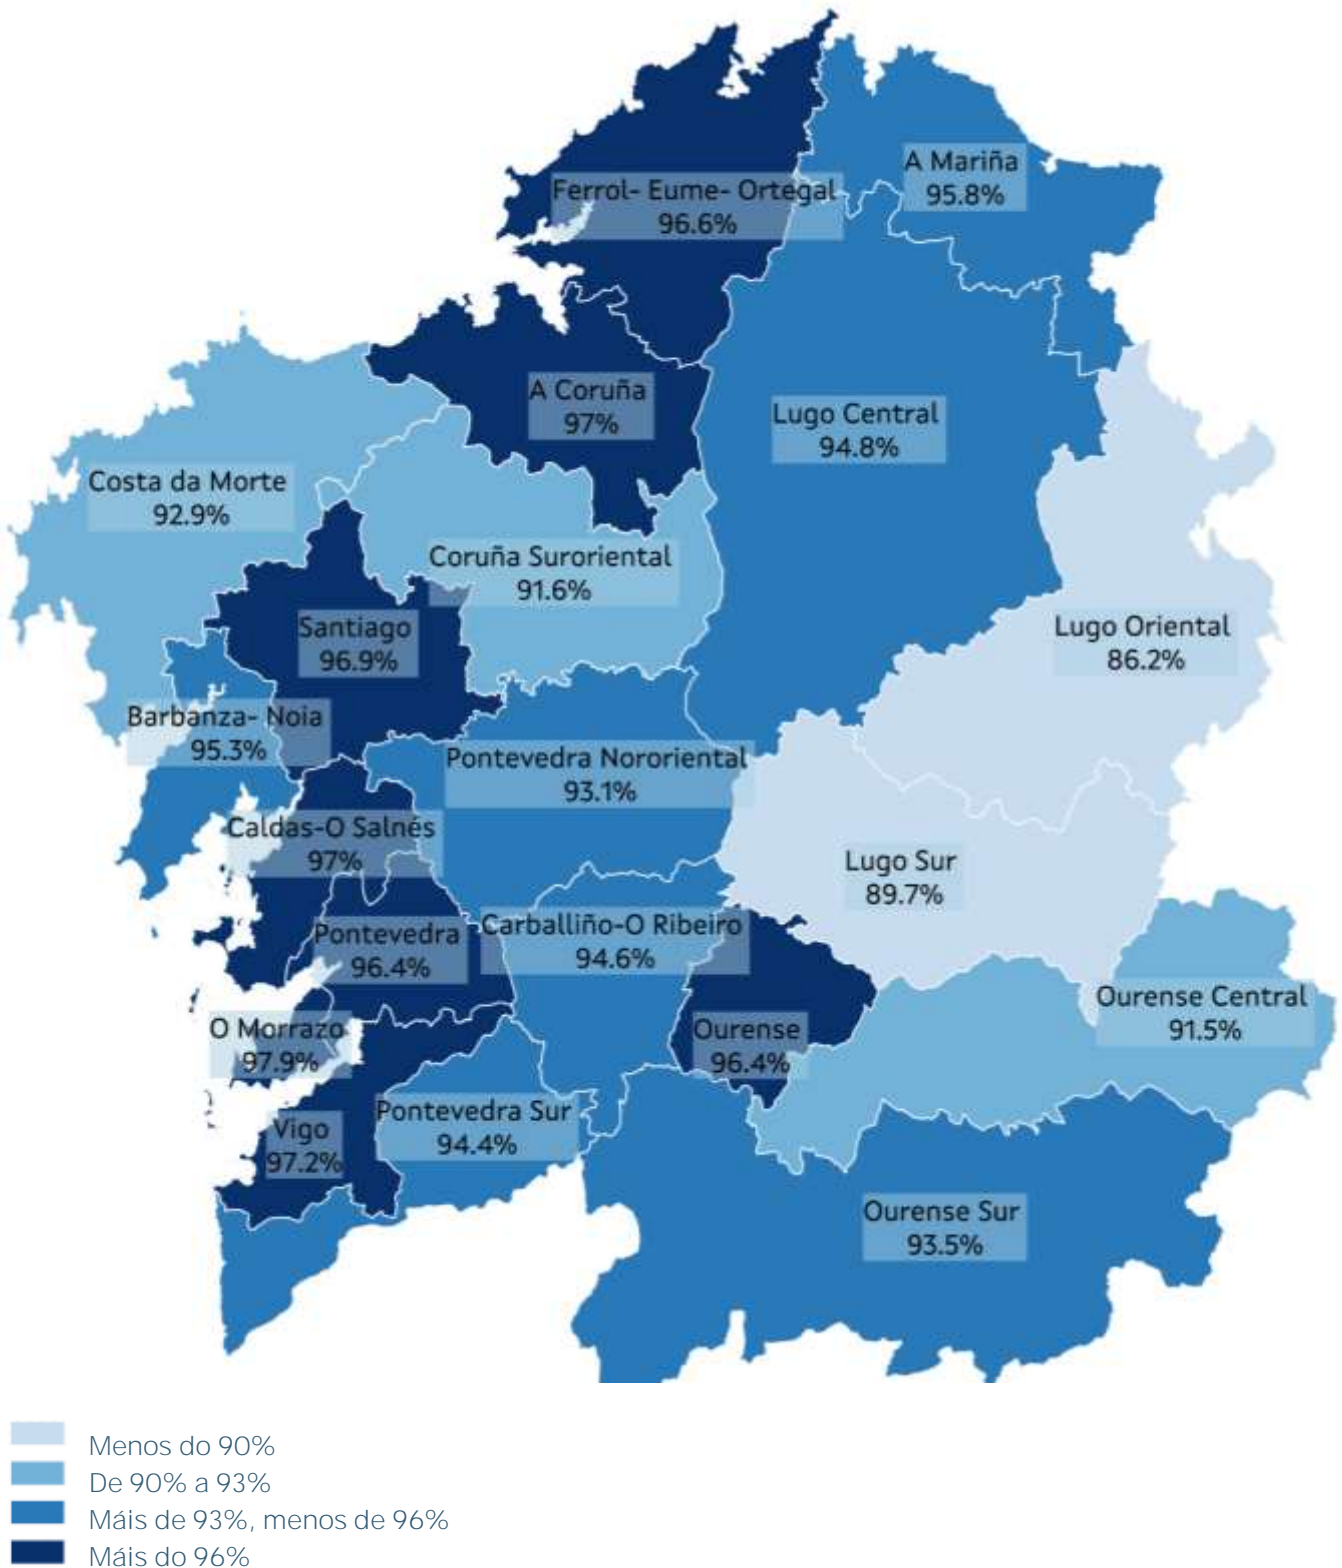 A Mariña
95.8%
Ferrol- Eume- Ortegal
96.6%
A Coruña
97%
Lugo Central
94.8%
Costa da Morte
92.9%
Coruña Suroriental
91.6%
Santiago
96.9%
Lugo Oriental
86.2%
Barbanza- Noia
95.3%
Pontevedra Nororiental
93.1%
Caldas-O Salnés
97%
Lugo Sur
89.7%
Pontevedra
96.4%
Carballiño-O Ribeiro
94.6%
Ourense Central
91.5%
O Morrazo
97.9%
Ourense
96.4%
Pontevedra Sur
94.4%
Vigo
97.2%
Ourense Sur
93.5%
Menos do 90%
De 90% a 93%
Máis de 93%, menos de 96%
Máis do 96%